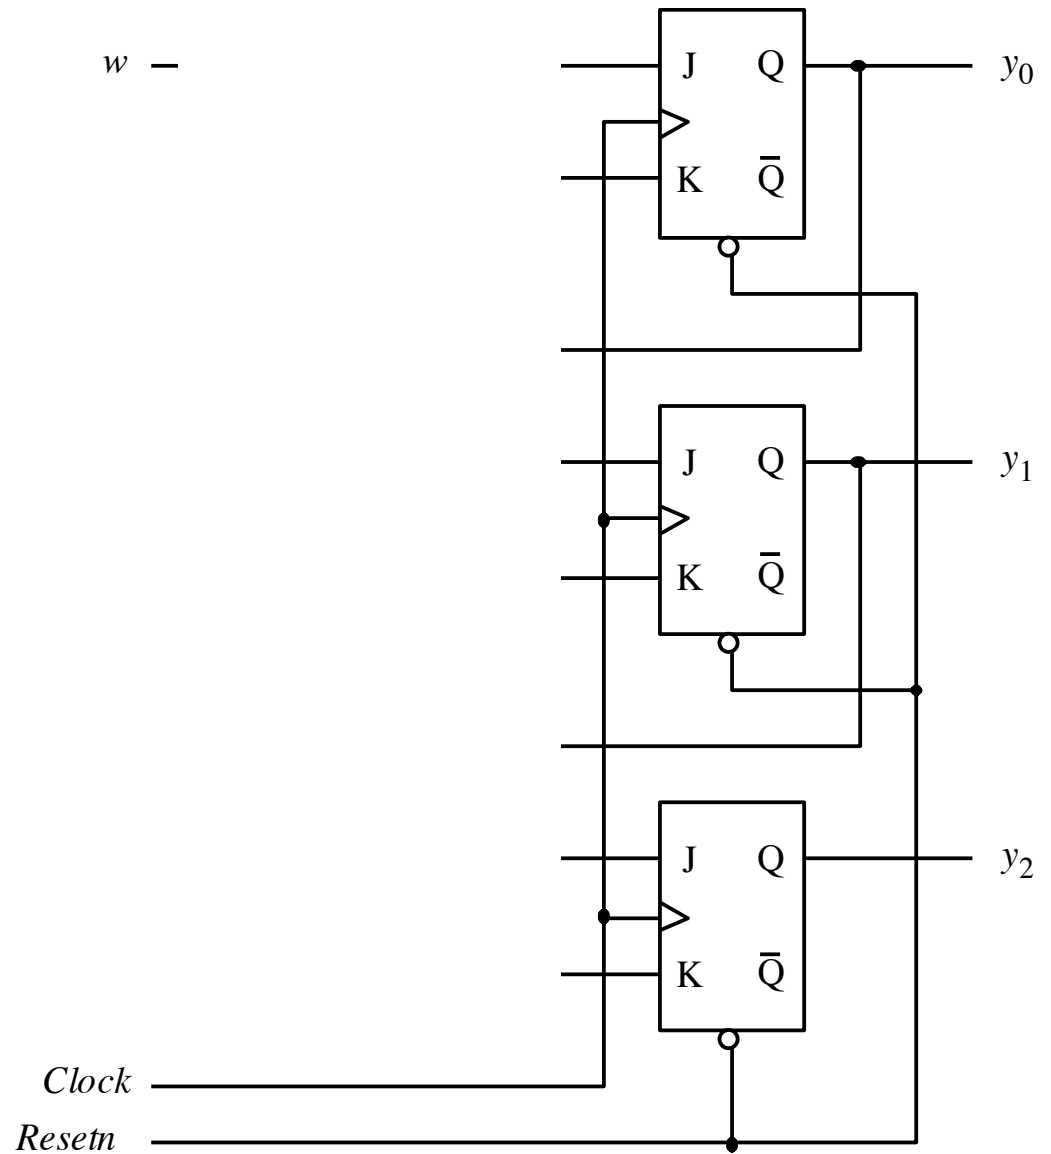 w J Q y0
K Q̅
J Q y1
K Q̅
J Q y2
K Q̅
Clock
Resetn